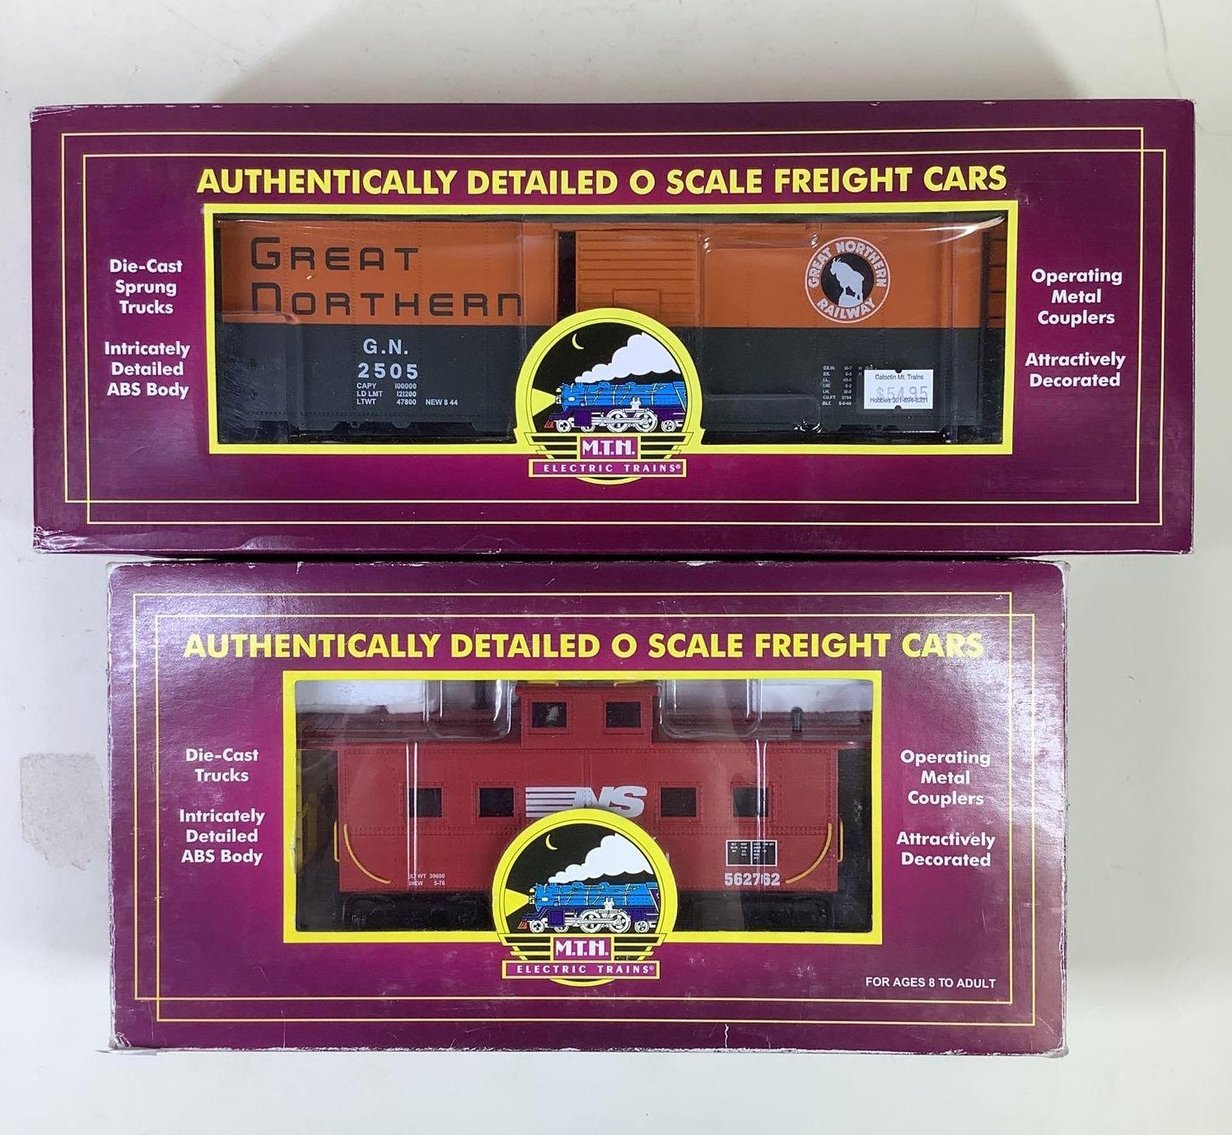 AUTHENTICALLY DETAILED O SCALE FREIGHT CARS
Die-Cast
Sprung
Trucks
Intricately
Detailed
ABS Body
GREAT
NORTHERN
G.N.
2505
CAPY 100000
LD LMT 121200
LTWT 47800 NEW 8 44
GREAT NORTHERN
RAILWAY
Catoctin Mt. Trains
$54.95
Operating
Metal
Couplers
Attractively
Decorated
M.T.H.
ELECTRIC TRAINS®
AUTHENTICALLY DETAILED O SCALE FREIGHT CARS
Die-Cast
Trucks
Intricately
Detailed
ABS Body
NS
562762
Operating
Metal
Couplers
Attractively
Decorated
M.T.H.
ELECTRIC TRAINS®
FOR AGES 8 TO ADULT